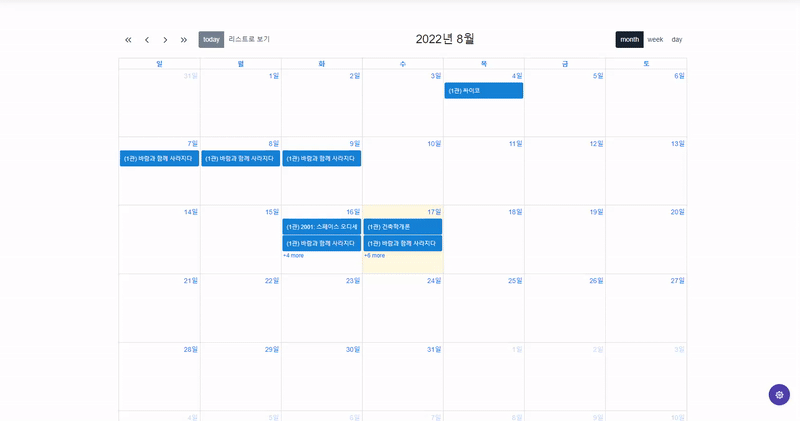 today 리스트로 보기
2022년 8월
month week day
일 월 화 수 목 금 토
31일 1일 2일 3일 4일 5일 6일
(1관) 싸이코
7일 8일 9일 10일 11일 12일 13일
(1관) 바람과 함께 사라지다 (1관) 바람과 함께 사라지다 (1관) 바람과 함께 사라지다
14일 15일 16일 17일 18일 19일 20일
(1관) 2001: 스페이스 오디세 (1관) 건축학개론
(1관) 바람과 함께 사라지다 (1관) 바람과 함께 사라지다
+4 more +6 more
21일 22일 23일 24일 25일 26일 27일
28일 29일 30일 31일 1일 2일 3일
4일 5일 6일 7일 8일 9일 10일